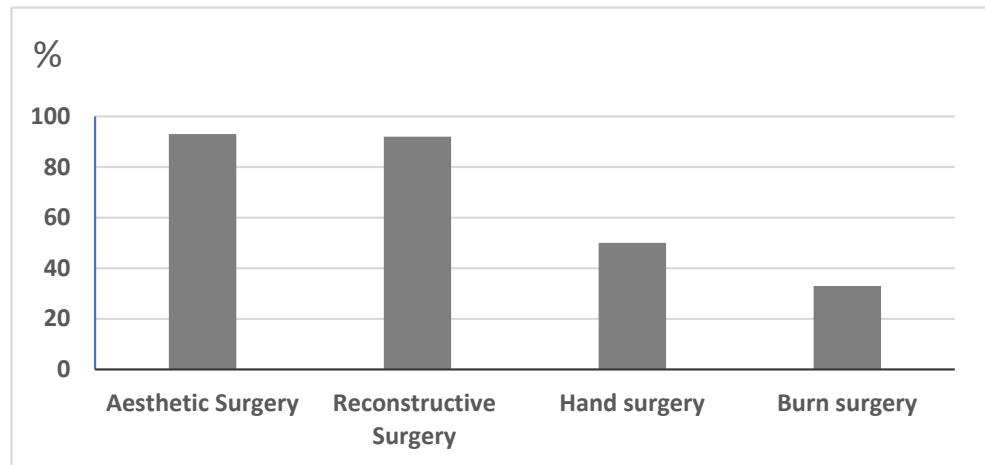 %
100
80
60
40
20
0
Aesthetic Surgery
Reconstructive
Surgery
Hand surgery
Burn surgery